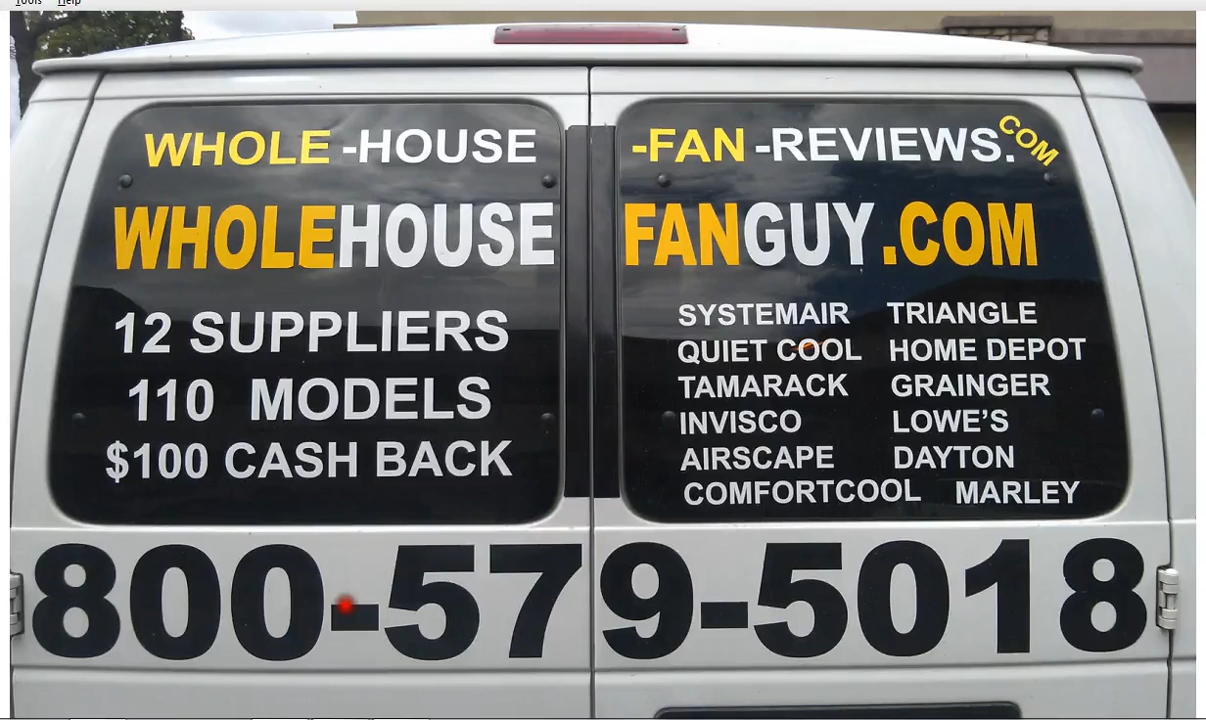 Tools Help
WHOLE-HOUSE -FAN-REVIEWS.COM
WHOLEHOUSE FANGUY.COM
12 SUPPLIERS
110 MODELS
$100 CASH BACK
SYSTEMAIR TRIANGLE
QUIET COOL HOME DEPOT
TAMARACK GRAINGER
INVISCO LOWE'S
AIRSCAPE DAYTON
COMFORTCOOL MARLEY
800-579-5018